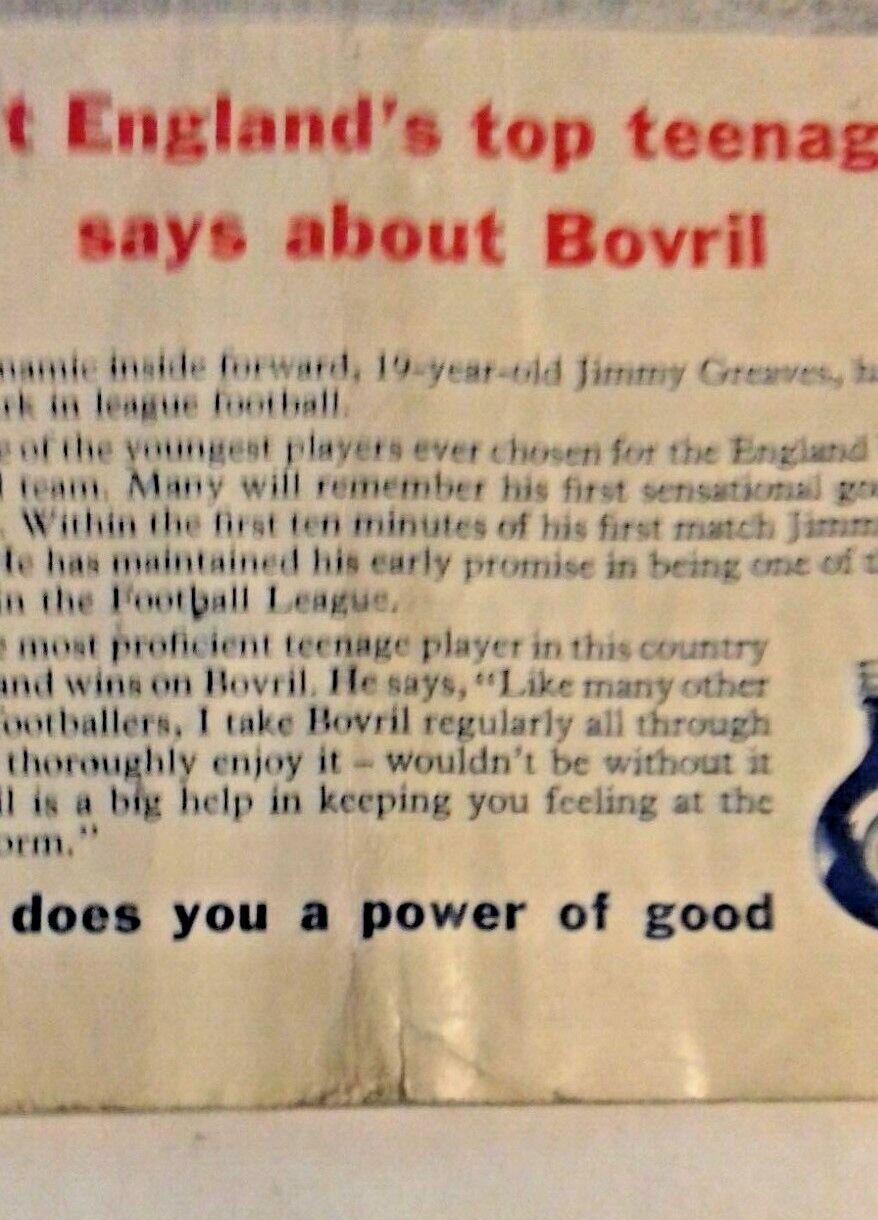 t England's top teenag
says about Bovril
namic inside forward, 19-year-old Jimmy Greaves, ha
rk in league football.
e of the youngest players ever chosen for the England
l team. Many will remember his first sensational go
. Within the first ten minutes of his first match Jimm
He has maintained his early promise in being one of t
in the Football League.
e most proficient teenage player in this country
and wins on Bovril. He says, "Like many other
footballers, I take Bovril regularly all through
thoroughly enjoy it – wouldn't be without it
il is a big help in keeping you feeling at the
orm."
does you a power of good